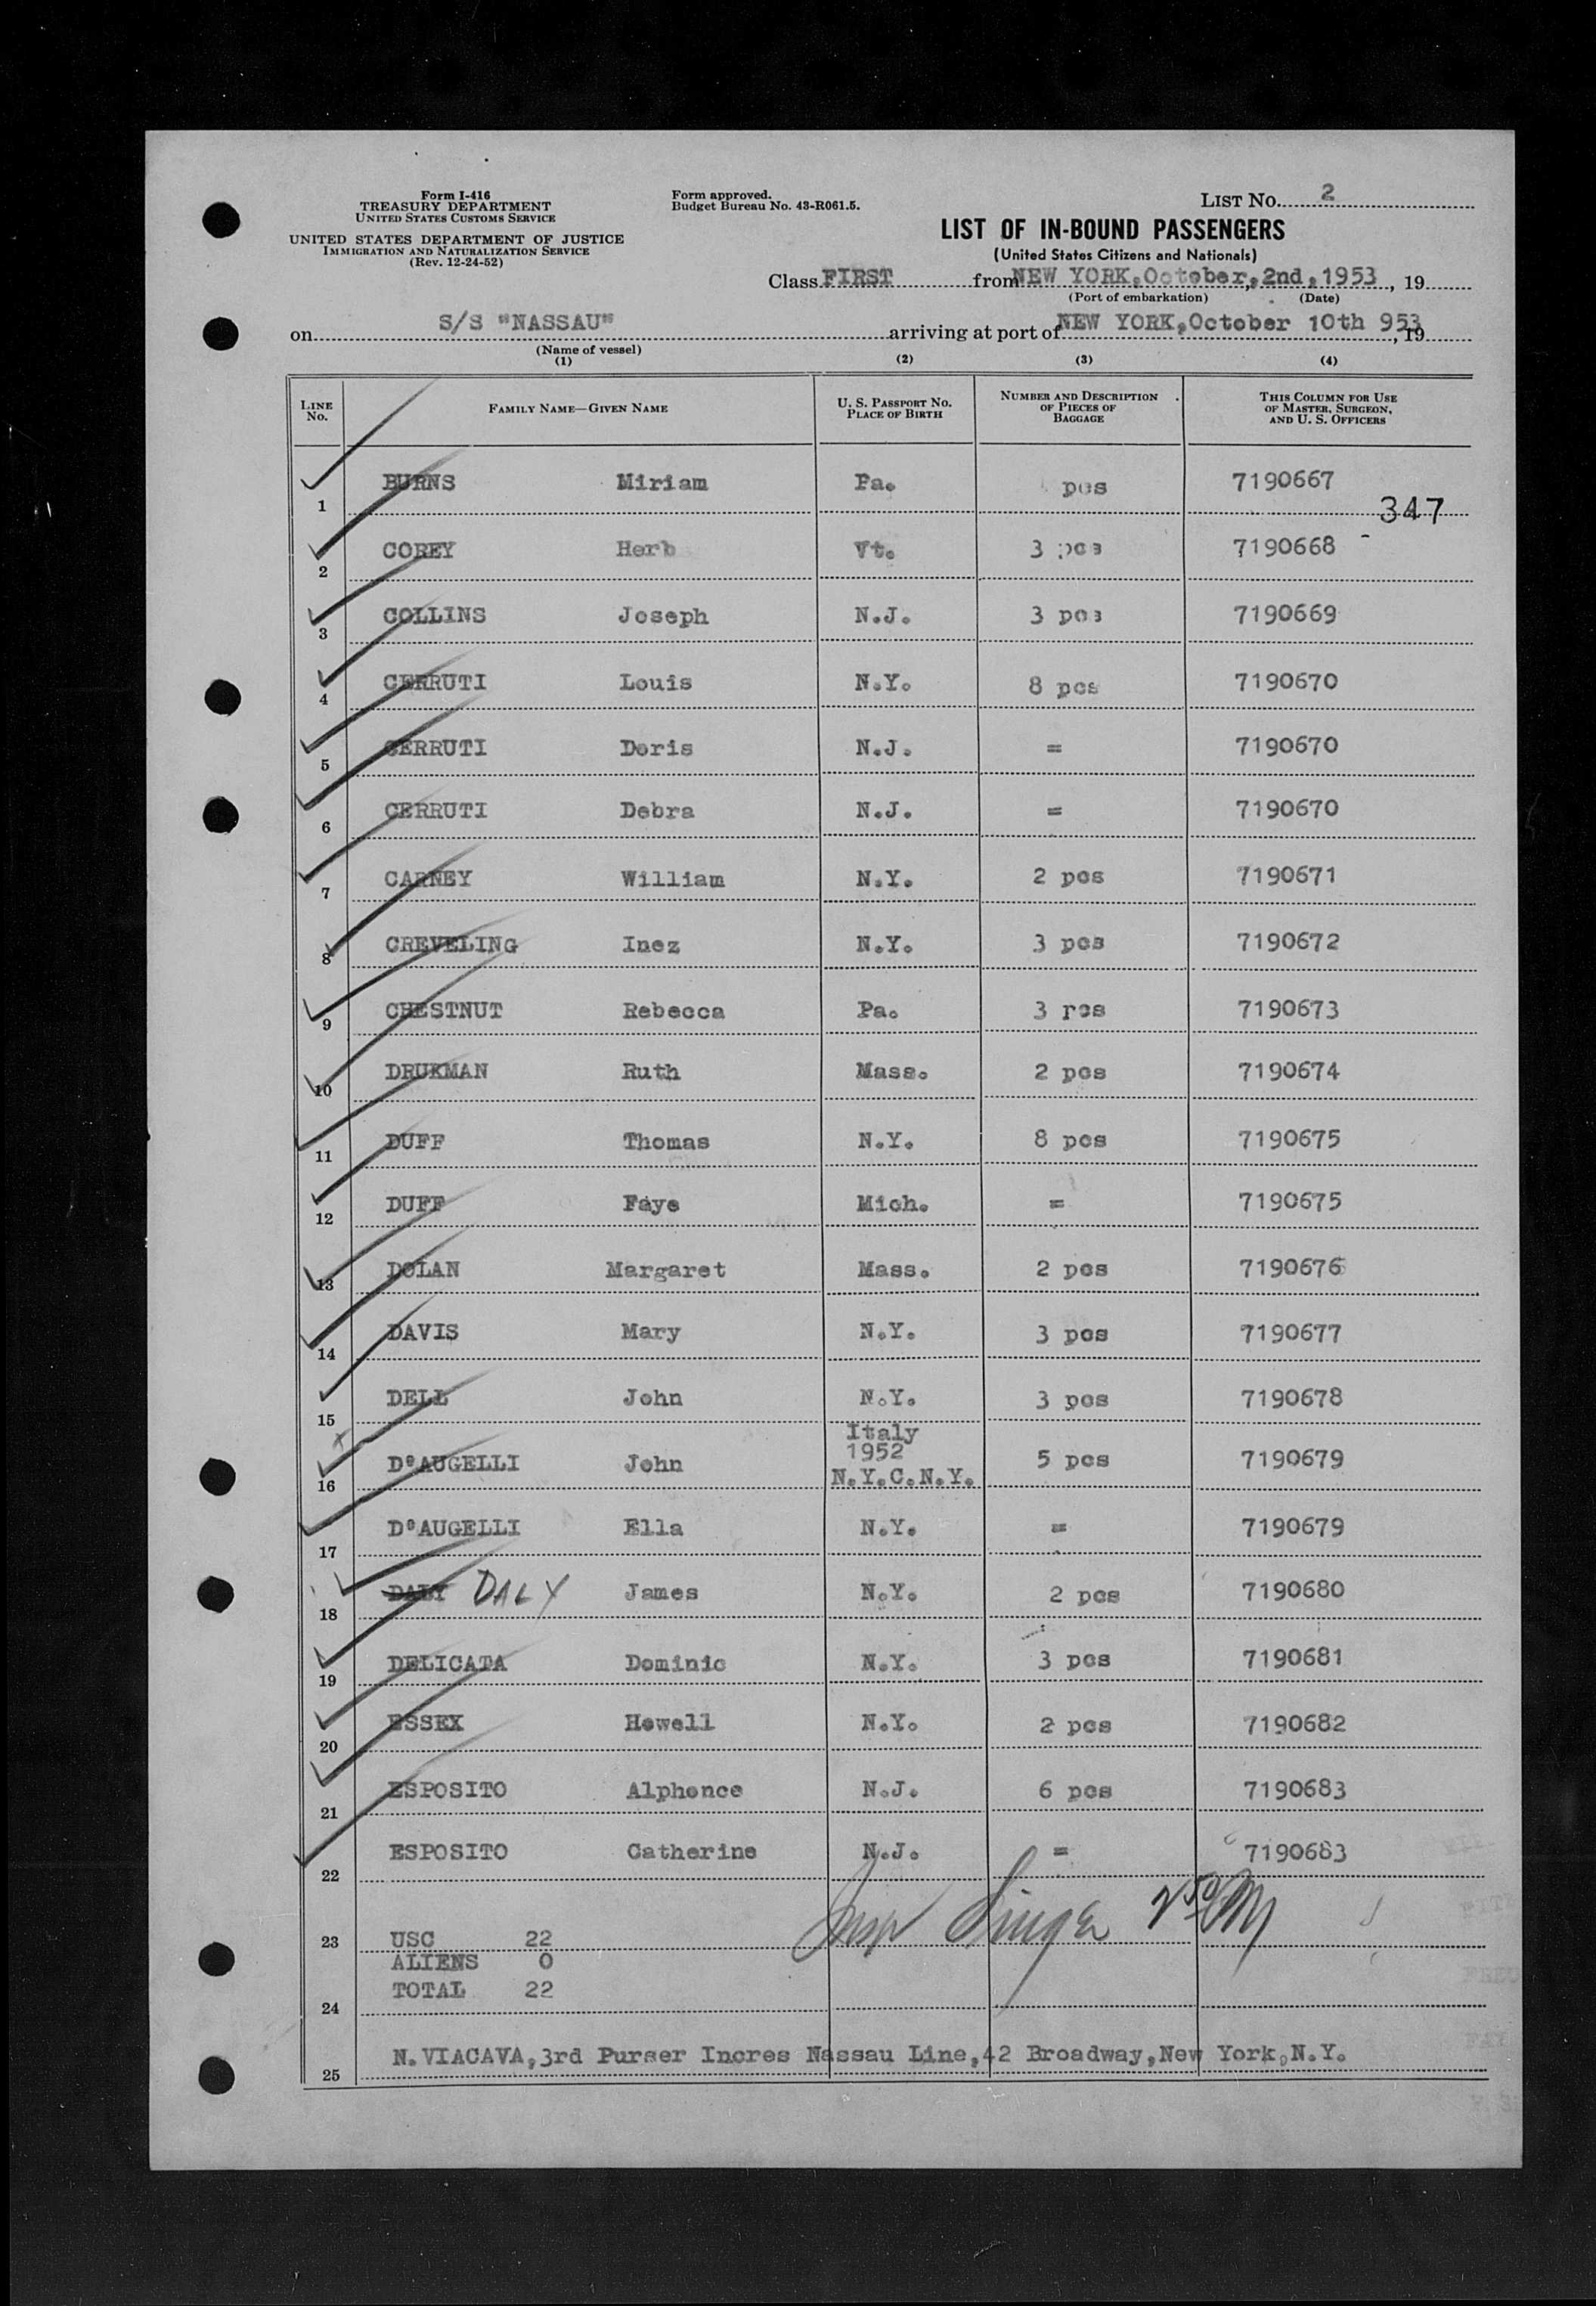 Form I-416
TREASURY DEPARTMENT
UNITED STATES CUSTOMS SERVICE
UNITED STATES DEPARTMENT OF JUSTICE
IMMIGRATION AND NATURALIZATION SERVICE
(Rev. 12-24-52)
Form approved.
Budget Bureau No. 43-R061.5.
LIST No. 2
LIST OF IN-BOUND PASSENGERS
(United States Citizens and Nationals)
Class FIRST from NEW YORK, October, 2nd, 1953, 19
(Port of embarkation) (Date)
on S/S "NASSAU" arriving at port of NEW YORK, October 10th 953, 19
(Name of vessel)
(1) (2) (3) (4)
LINE No. FAMILY NAME—GIVEN NAME U. S. PASSPORT No. PLACE OF BIRTH NUMBER AND DESCRIPTION OF PIECES OF BAGGAGE THIS COLUMN FOR USE OF MASTER, SURGEON, AND U. S. OFFICERS
1 BURNS Miriam Pa. pcs 7190667
347
2 COREY Herb Vt. 3 pcs 7190668
3 COLLINS Joseph N.J. 3 pcs 7190669
4 CERRUTI Louis N.Y. 8 pcs 7190670
5 CERRUTI Doris N.J. = 7190670
6 CERRUTI Debra N.J. = 7190670
7 CARNEY William N.Y. 2 pcs 7190671
8 CREVELING Inez N.Y. 3 pcs 7190672
9 CHESTNUT Rebecca Pa. 3 pcs 7190673
10 DRUKMAN Ruth Mass. 2 pcs 7190674
11 DUFF Thomas N.Y. 8 pcs 7190675
12 DUFF Faye Mich. = 7190675
13 DOLAN Margaret Mass. 2 pcs 7190676
14 DAVIS Mary N.Y. 3 pcs 7190677
15 DELL John N.Y. 3 pcs 7190678
Italy
1952
16 D'AUGELLI John N.Y.C.N.Y. 5 pcs 7190679
17 D'AUGELLI Ella N.Y. = 7190679
18 DALY DALY James N.Y. 2 pcs 7190680
19 DELICATA Dominic N.Y. 3 pcs 7190681
20 ESSEX Howell N.Y. 2 pcs 7190682
21 ESPOSITO Alphonce N.J. 6 pcs 7190683
22 ESPOSITO Catherine N.J. = 7190683
23 USC 22
ALIENS 0
24 TOTAL 22
25 N.VIACAVA,3rd Purser Incres Nassau Line,42 Broadway,New York,N.Y.